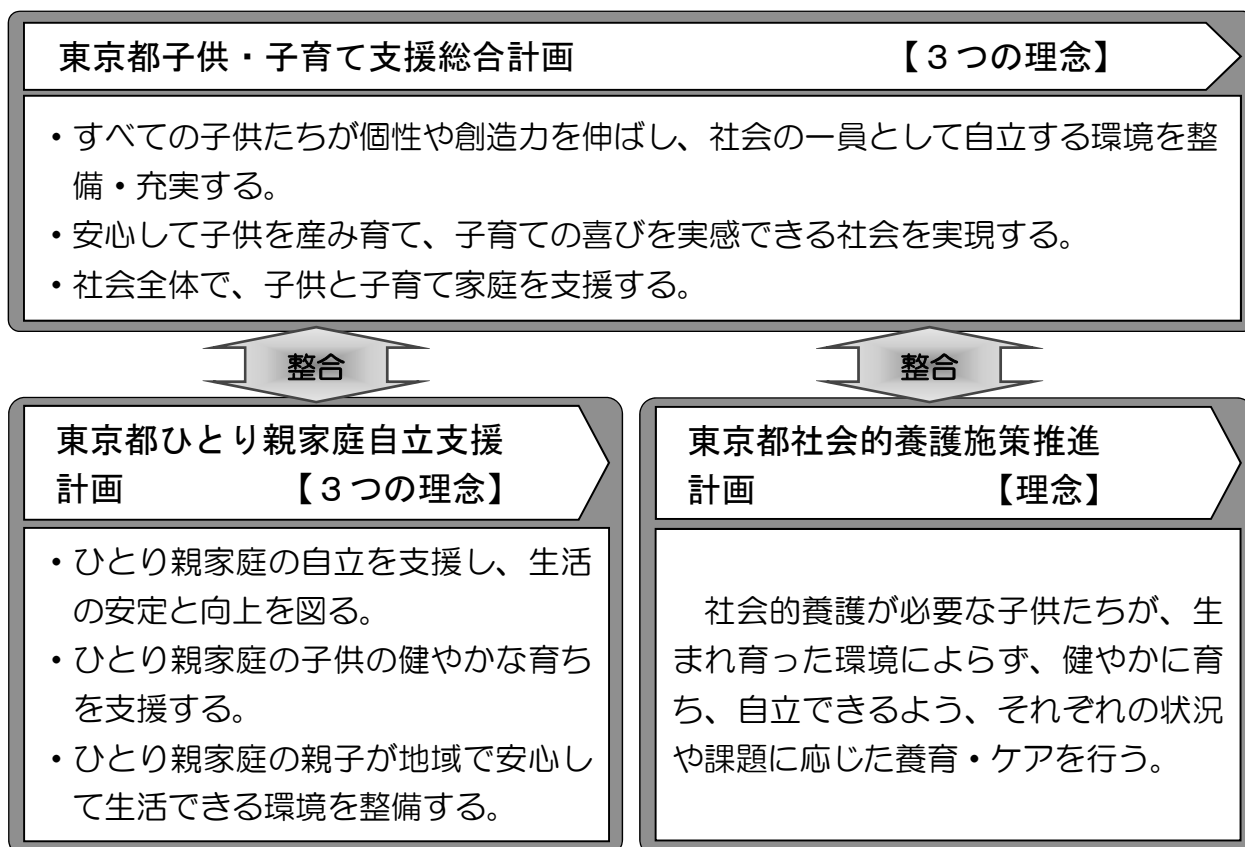 東京都子供・子育て支援総合計画　【３つの理念】
・すべての子供たちが個性や創造力を伸ばし、社会の一員として自立する環境を整
備・充実する。
・安心して子供を産み育て、子育ての喜びを実感できる社会を実現する。
・社会全体で、子供と子育て家庭を支援する。
整合
整合
東京都ひとり親家庭自立支援
計画　【３つの理念】
・ひとり親家庭の自立を支援し、生活
の安定と向上を図る。
・ひとり親家庭の子供の健やかな育ち
を支援する。
・ひとり親家庭の親子が地域で安心し
て生活できる環境を整備する。
東京都社会的養護施策推進
計画　【理念】
社会的養護が必要な子供たちが、生
まれ育った環境によらず、健やかに育
ち、自立できるよう、それぞれの状況
や課題に応じた養育・ケアを行う。